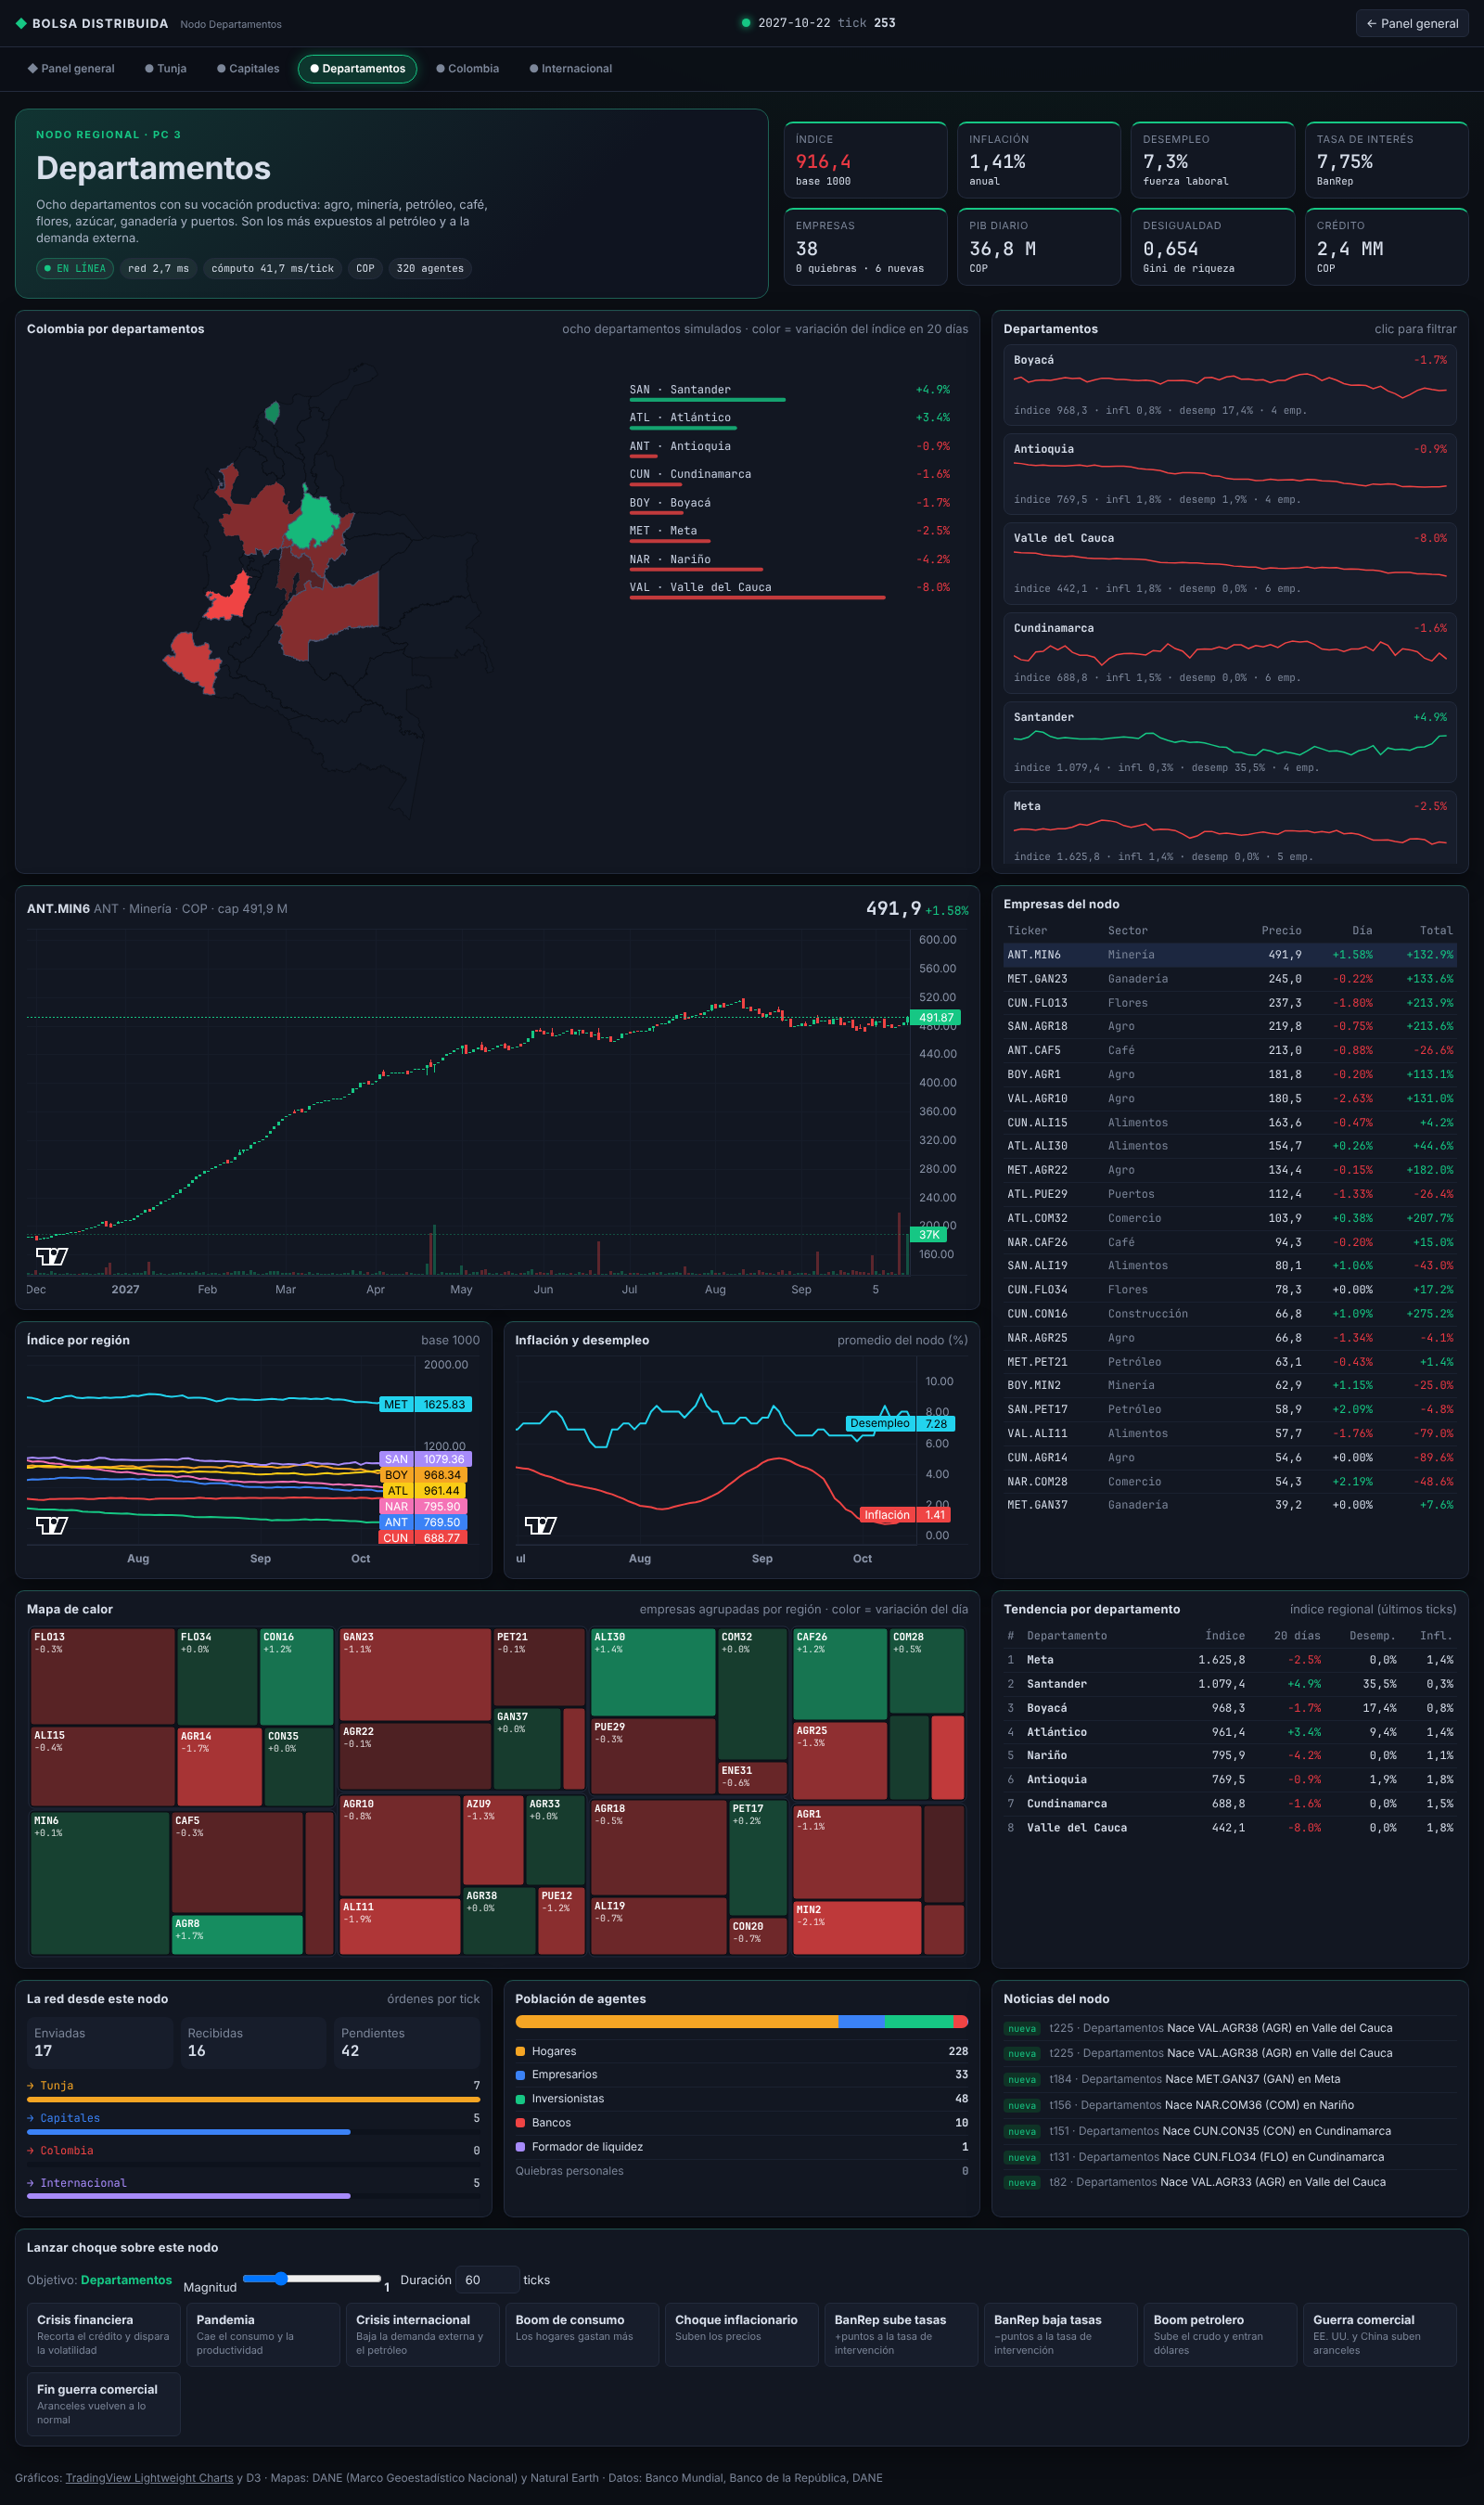 BOLSA DISTRIBUIDA Nodo Departamentos
2027-10-22 tick 253
← Panel general
Panel general
Tunja
Capitales
Departamentos
Colombia
Internacional
NODO REGIONAL · PC 3
Departamentos
Ocho departamentos con su vocación productiva: agro, minería, petróleo, café,
flores, azúcar, ganadería y puertos. Son los más expuestos al petróleo y a la
demanda externa.
EN LÍNEA red 2,7 ms cómputo 41,7 ms/tick COP 320 agentes
ÍNDICE
916,4
base 1000
INFLACIÓN
1,41%
anual
DESEMPLEO
7,3%
fuerza laboral
TASA DE INTERÉS
7,75%
BanRep
EMPRESAS
38
0 quiebras · 6 nuevas
PIB DIARIO
36,8 M
COP
DESIGUALDAD
0,654
Gini de riqueza
CRÉDITO
2,4 MM
COP
Colombia por departamentos
ocho departamentos simulados · color = variación del índice en 20 días
SAN · Santander +4.9%
ATL · Atlántico +3.4%
ANT · Antioquia -0.9%
CUN · Cundinamarca -1.6%
BOY · Boyacá -1.7%
MET · Meta -2.5%
NAR · Nariño -4.2%
VAL · Valle del Cauca -8.0%
Departamentos clic para filtrar
Boyacá -1.7%
índice 968,3 · infl 0,8% · desemp 17,4% · 4 emp.
Antioquia -0.9%
índice 769,5 · infl 1,8% · desemp 1,9% · 4 emp.
Valle del Cauca -8.0%
índice 442,1 · infl 1,8% · desemp 0,0% · 6 emp.
Cundinamarca -1.6%
índice 688,8 · infl 1,5% · desemp 0,0% · 6 emp.
Santander +4.9%
índice 1.079,4 · infl 0,3% · desemp 35,5% · 4 emp.
Meta -2.5%
índice 1.625,8 · infl 1,4% · desemp 0,0% · 5 emp.
ANT.MIN6 ANT · Minería · COP · cap 491,9 M
491,9 +1.58%
600.00
560.00
520.00
491.87
480.00
440.00
400.00
360.00
320.00
280.00
240.00
200.00
37K
160.00
Dec 2027 Feb Mar Apr May Jun Jul Aug Sep 5
Empresas del nodo
Ticker Sector Precio Día Total
ANT.MIN6 Minería 491,9 +1.58% +132.9%
MET.GAN23 Ganadería 245,0 -0.22% +133.6%
CUN.FLO13 Flores 237,3 -1.80% +213.9%
SAN.AGR18 Agro 219,8 -0.75% +213.6%
ANT.CAF5 Café 213,0 -0.88% -26.6%
BOY.AGR1 Agro 181,8 -0.20% +113.1%
VAL.AGR10 Agro 180,5 -2.63% +131.0%
CUN.ALI15 Alimentos 163,6 -0.47% +4.2%
ATL.ALI30 Alimentos 154,7 +0.26% +44.6%
MET.AGR22 Agro 134,4 -0.15% +182.0%
ATL.PUE29 Puertos 112,4 -1.33% -26.4%
ATL.COM32 Comercio 103,9 +0.38% +207.7%
NAR.CAF26 Café 94,3 -0.20% +15.0%
SAN.ALI19 Alimentos 80,1 +1.06% -43.0%
CUN.FLO34 Flores 78,3 +0.00% +17.2%
CUN.CON16 Construcción 66,8 +1.09% +275.2%
NAR.AGR25 Agro 66,8 -1.34% -4.1%
MET.PET21 Petróleo 63,1 -0.43% +1.4%
BOY.MIN2 Minería 62,9 +1.15% -25.0%
SAN.PET17 Petróleo 58,9 +2.09% -4.8%
VAL.ALI11 Alimentos 57,7 -1.76% -79.0%
CUN.AGR14 Agro 54,6 +0.00% -89.6%
NAR.COM28 Comercio 54,3 +2.19% -48.6%
MET.GAN37 Ganadería 39,2 +0.00% +7.6%
Índice por región base 1000
2000.00
MET 1625.83
1200.00
SAN 1079.36
BOY 968.34
ATL 961.44
NAR 795.90
ANT 769.50
CUN 688.77
Aug Sep Oct
Inflación y desempleo promedio del nodo (%)
10.00
8.00
Desempleo 7.28
6.00
4.00
2.00
Inflación 1.41
0.00
ul Aug Sep Oct
Mapa de calor empresas agrupadas por región · color = variación del día
FLO13
-0.3%
FLO34
+0.0%
CON16
+1.2%
ALI15
-0.4%
AGR14
-1.7%
CON35
+0.0%
GAN23
-1.1%
PET21
-0.1%
AGR22
-0.1%
GAN37
+0.0%
ALI30
+1.4%
COM32
+0.0%
PUE29
-0.3%
ENE31
-0.6%
CAF26
+1.2%
COM28
+0.5%
AGR25
-1.3%
MIN6
+0.1%
CAF5
-0.3%
AGR8
+1.7%
AGR10
-0.8%
AZU9
-1.3%
AGR33
+0.0%
ALI11
-1.9%
AGR38
+0.0%
PUE12
-1.2%
AGR18
-0.5%
PET17
+0.2%
ALI19
-0.7%
CON20
-0.7%
AGR1
-1.1%
MIN2
-2.1%
Tendencia por departamento índice regional (últimos ticks)
# Departamento Índice 20 días Desemp. Infl.
1 Meta 1.625,8 -2.5% 0,0% 1,4%
2 Santander 1.079,4 +4.9% 35,5% 0,3%
3 Boyacá 968,3 -1.7% 17,4% 0,8%
4 Atlántico 961,4 +3.4% 9,4% 1,4%
5 Nariño 795,9 -4.2% 0,0% 1,1%
6 Antioquia 769,5 -0.9% 1,9% 1,8%
7 Cundinamarca 688,8 -1.6% 0,0% 1,5%
8 Valle del Cauca 442,1 -8.0% 0,0% 1,8%
La red desde este nodo órdenes por tick
Enviadas
17
Recibidas
16
Pendientes
42
→ Tunja 7
→ Capitales 5
→ Colombia 0
→ Internacional 5
Población de agentes
Hogares 228
Empresarios 33
Inversionistas 48
Bancos 10
Formador de liquidez 1
Quiebras personales 0
Noticias del nodo
nueva t225 · Departamentos Nace VAL.AGR38 (AGR) en Valle del Cauca
nueva t225 · Departamentos Nace VAL.AGR38 (AGR) en Valle del Cauca
nueva t184 · Departamentos Nace MET.GAN37 (GAN) en Meta
nueva t156 · Departamentos Nace NAR.COM36 (COM) en Nariño
nueva t151 · Departamentos Nace CUN.CON35 (CON) en Cundinamarca
nueva t131 · Departamentos Nace CUN.FLO34 (FLO) en Cundinamarca
nueva t82 · Departamentos Nace VAL.AGR33 (AGR) en Valle del Cauca
Lanzar choque sobre este nodo
Objetivo: Departamentos Magnitud 1 Duración 60 ticks
Crisis financiera
Recorta el crédito y dispara
la volatilidad
Pandemia
Cae el consumo y la
productividad
Crisis internacional
Baja la demanda externa y
el petróleo
Boom de consumo
Los hogares gastan más
Choque inflacionario
Suben los precios
BanRep sube tasas
+puntos a la tasa de
intervención
BanRep baja tasas
−puntos a la tasa de
intervención
Boom petrolero
Sube el crudo y entran
dólares
Guerra comercial
EE. UU. y China suben
aranceles
Fin guerra comercial
Aranceles vuelven a lo
normal
Gráficos: TradingView Lightweight Charts y D3 · Mapas: DANE (Marco Geoestadístico Nacional) y Natural Earth · Datos: Banco Mundial, Banco de la República, DANE